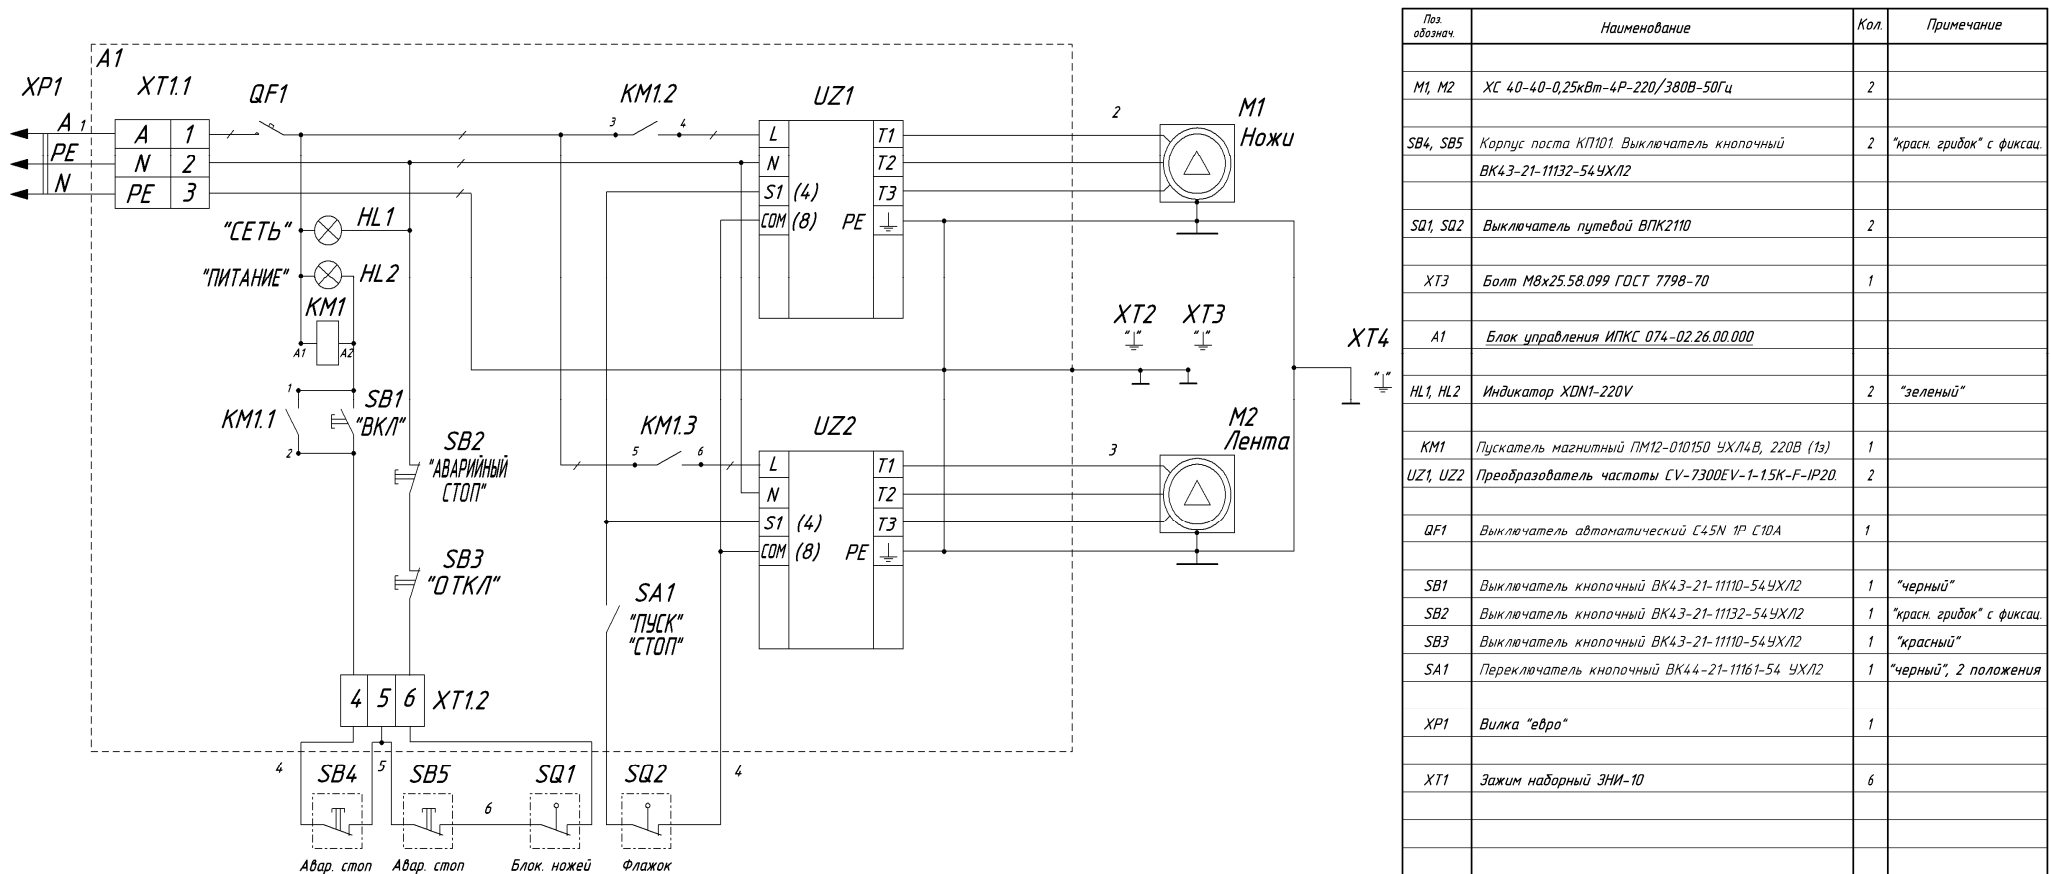 A1
XP1
XT1.1
QF1
KM1.2
UZ1
2
M1
Ножи
A 1
A 1
3 4
L T1
PE
N 2
N T2
N
PE 3
S1 (4) T3
COM (8) PE
"СЕТЬ" HL1
"ПИТАНИЕ" HL2
KM1
A1 A2
XT2 XT3
"⏚" "⏚"
XT4
"⏚"
1
KM1.1
SB1
"ВКЛ"
2
SB2
"АВАРИЙНЫЙ
СТОП"
SB3
"ОТКЛ"
KM1.3
5 6
UZ2
3
M2
Лента
L T1
N T2
S1 (4) T3
COM (8) PE
SA1
"ПУСК"
"СТОП"
4 5 6 XT1.2
4 SB4 5 SB5 SQ1 SQ2 4
6
Авар. стоп Авар. стоп Блок. ножей Флажок
Поз. обознач. Наименование Кол. Примечание
M1, M2 ХС 40-40-0,25кВт-4Р-220/380В-50Гц 2
SB4, SB5 Корпус поста КП101. Выключатель кнопочный 2 "красн. грибок" с фиксац.
ВК43-21-11132-54УХЛ2
SQ1, SQ2 Выключатель путевой ВПК2110 2
XT3 Болт М8х25.58.099 ГОСТ 7798-70 1
A1 Блок управления ИПКС 074-02.26.00.000
HL1, HL2 Индикатор XDN1-220V 2 "зеленый"
KM1 Пускатель магнитный ПМ12-010150 УХЛ4В, 220В (1з) 1
UZ1, UZ2 Преобразователь частоты CV-7300EV-1-1.5K-F-IP20. 2
QF1 Выключатель автоматический C45N 1P C10A 1
SB1 Выключатель кнопочный ВК43-21-11110-54УХЛ2 1 "черный"
SB2 Выключатель кнопочный ВК43-21-11132-54УХЛ2 1 "красн. грибок" с фиксац.
SB3 Выключатель кнопочный ВК43-21-11110-54УХЛ2 1 "красный"
SA1 Переключатель кнопочный ВК44-21-11161-54 УХЛ2 1 "черный", 2 положения
XP1 Вилка "евро" 1
XT1 Зажим наборный ЗНИ-10 6